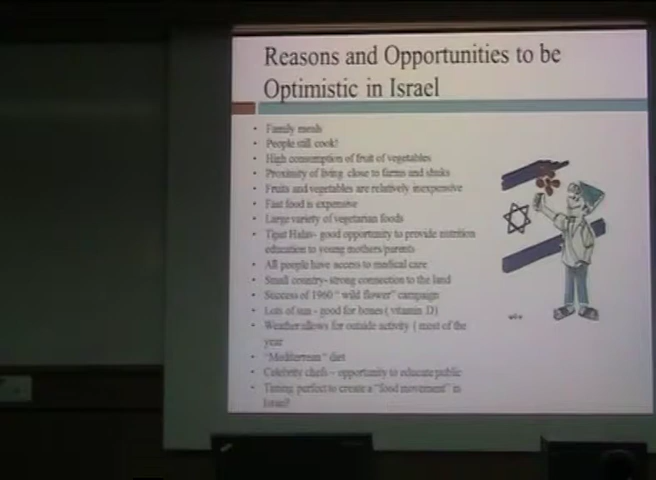 Reasons and Opportunities to be
Optimistic in Israel
• Family meals
• People still cook!
• High consumption of fruit of vegetables
• Proximity of living close to farms and shuks
• Fruits and vegetables are relatively inexpensive
• Fast food is expensive
• Large variety of vegetarian foods
• Tipat Halav- good opportunity to provide nutrition
education to young mothers/parents
• All people have access to medical care
• Small country- strong connection to the land
• Success of 1960 "wild flower" campaign
• Lots of sun - good for bones ( vitamin D)
• Weather allows for outside activity ( most of the
year
• "Mediterrean" diet
• Celebrity chefs – opportunity to educate public
• Timing perfect to create a "food movement" in
Israel?